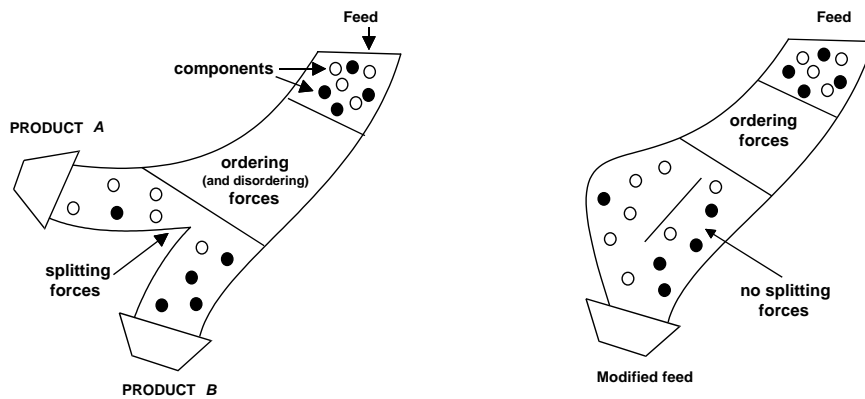 Feed
components
PRODUCT A
ordering
(and disordering)
forces
splitting
forces
PRODUCT B
Feed
ordering
forces
no splitting
forces
Modified feed